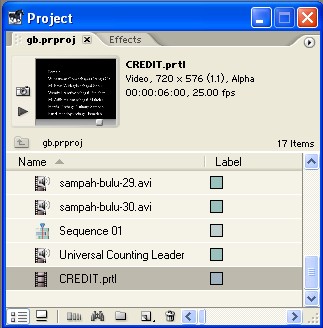 Project
gb.prproj Effects
CREDIT.prtl
Video, 720 x 576 (1.1), Alpha
00:00:06:00, 25.00 fps
gb.prproj 17 Items
Name Label
sampah-bulu-29.avi
sampah-bulu-30.avi
Sequence 01
Universal Counting Leader
CREDIT.prtl